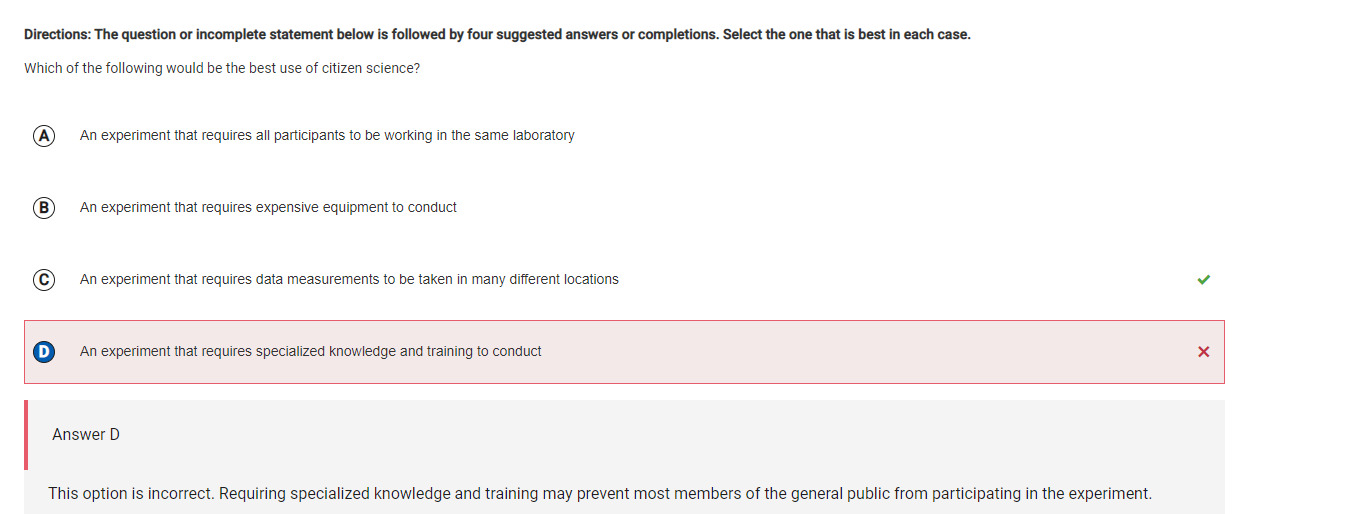 Directions: The question or incomplete statement below is followed by four suggested answers or completions. Select the one that is best in each case.
Which of the following would be the best use of citizen science?
A An experiment that requires all participants to be working in the same laboratory
B An experiment that requires expensive equipment to conduct
C An experiment that requires data measurements to be taken in many different locations
D An experiment that requires specialized knowledge and training to conduct
Answer D
This option is incorrect. Requiring specialized knowledge and training may prevent most members of the general public from participating in the experiment.